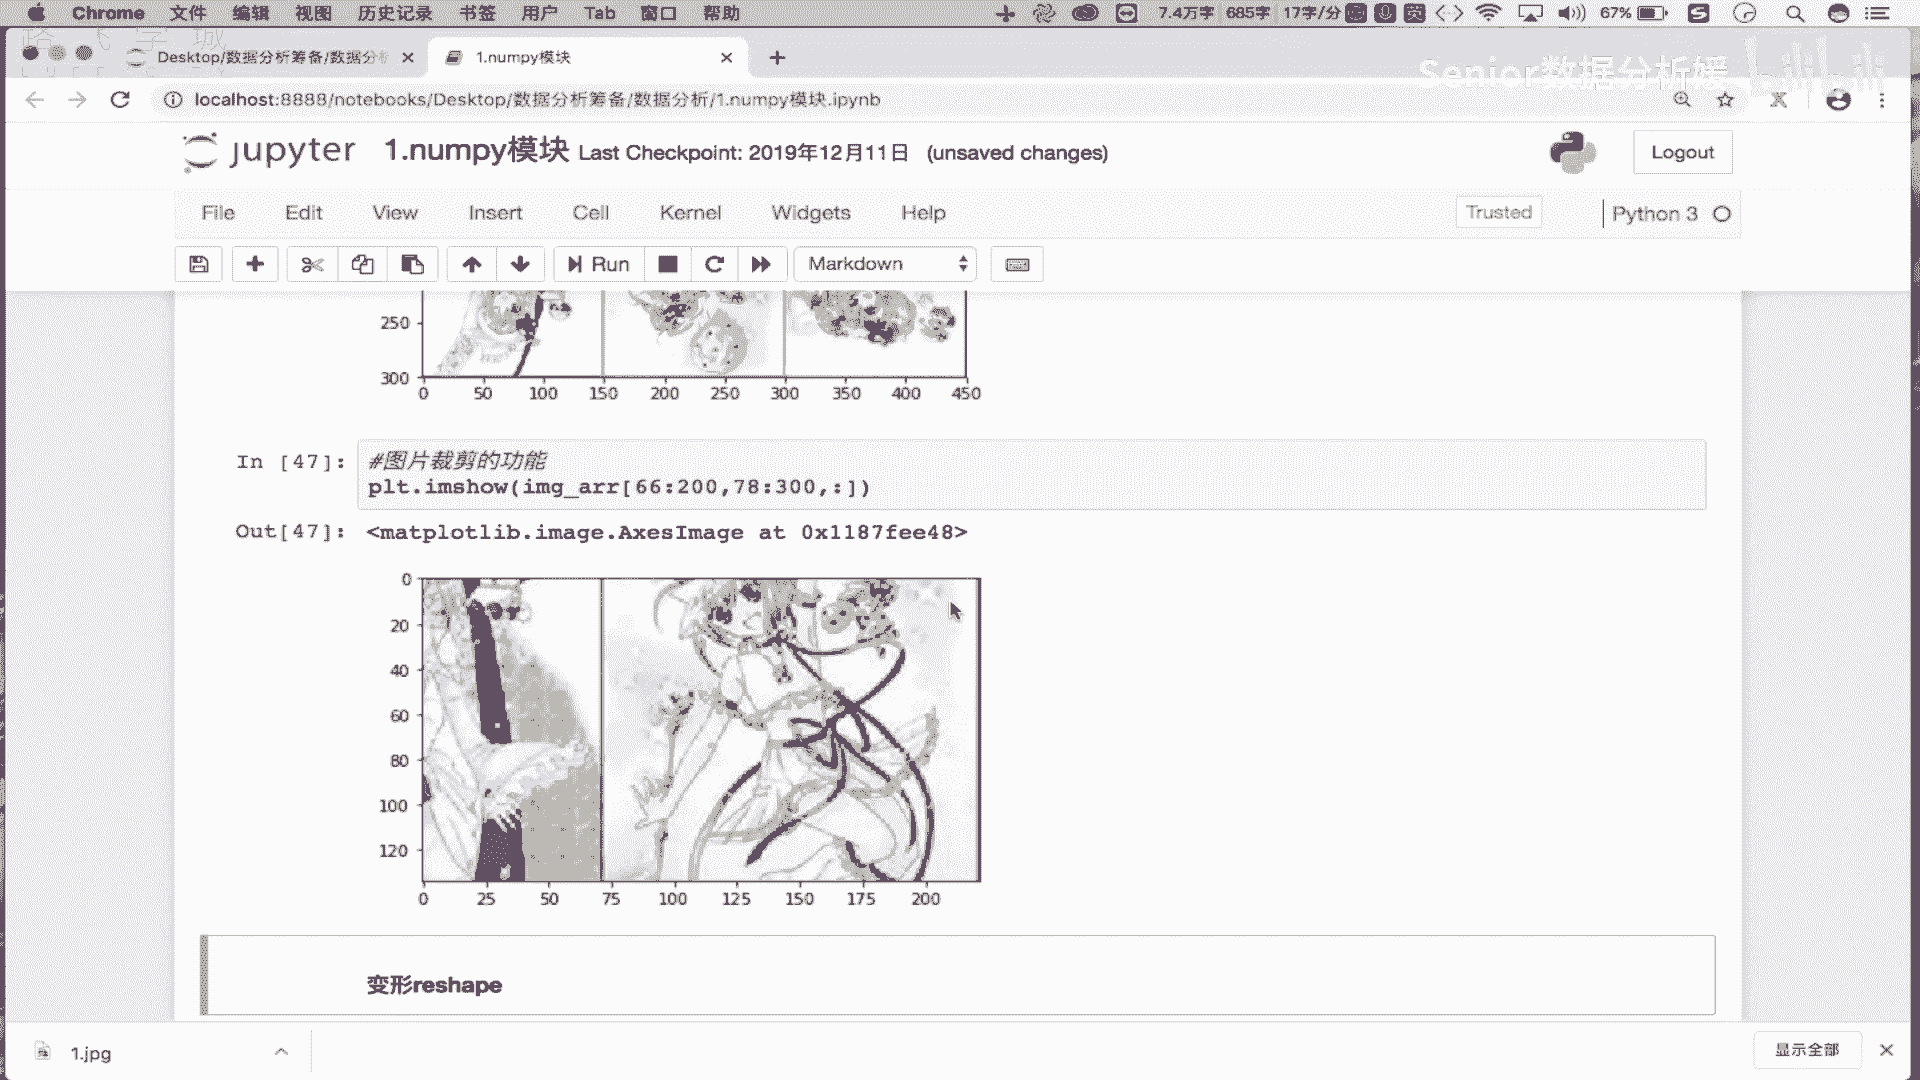 Chrome 文件 编辑 视图 历史记录 书签 用户 Tab 窗口 帮助 7.4万字 685字 17字/分 英 67%
Desktop/数据分析筹备/数据分析 1.numpy模块
Senior数据分析媛 bilibili
localhost:8888/notebooks/Desktop/数据分析筹备/数据分析/1.numpy模块.ipynb
jupyter 1.numpy模块 Last Checkpoint: 2019年12月11日 (unsaved changes) Logout
File Edit View Insert Cell Kernel Widgets Help Trusted Python 3
Run Markdown
250
300
0 50 100 150 200 250 300 350 400 450
In [47]: #图片裁剪的功能
plt.imshow(img_arr[66:200,78:300,:])
Out[47]: <matplotlib.image.AxesImage at 0x1187fee48>
0
20
40
60
80
100
120
0 25 50 75 100 125 150 175 200
变形reshape
1.jpg 显示全部